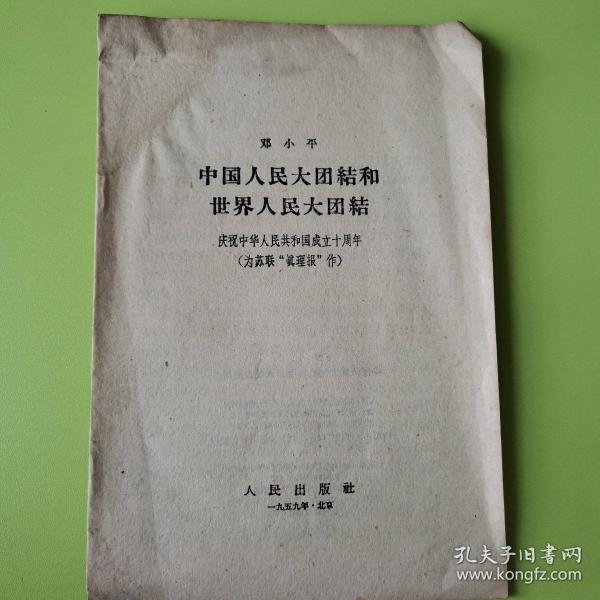 邓小平
中国人民大团結和
世界人民大团結
庆祝中华人民共和国成立十周年
(为苏联“眞理报”作)
人民出版社
一九五九年·北京
孔夫子旧書网
www.kongfz.com